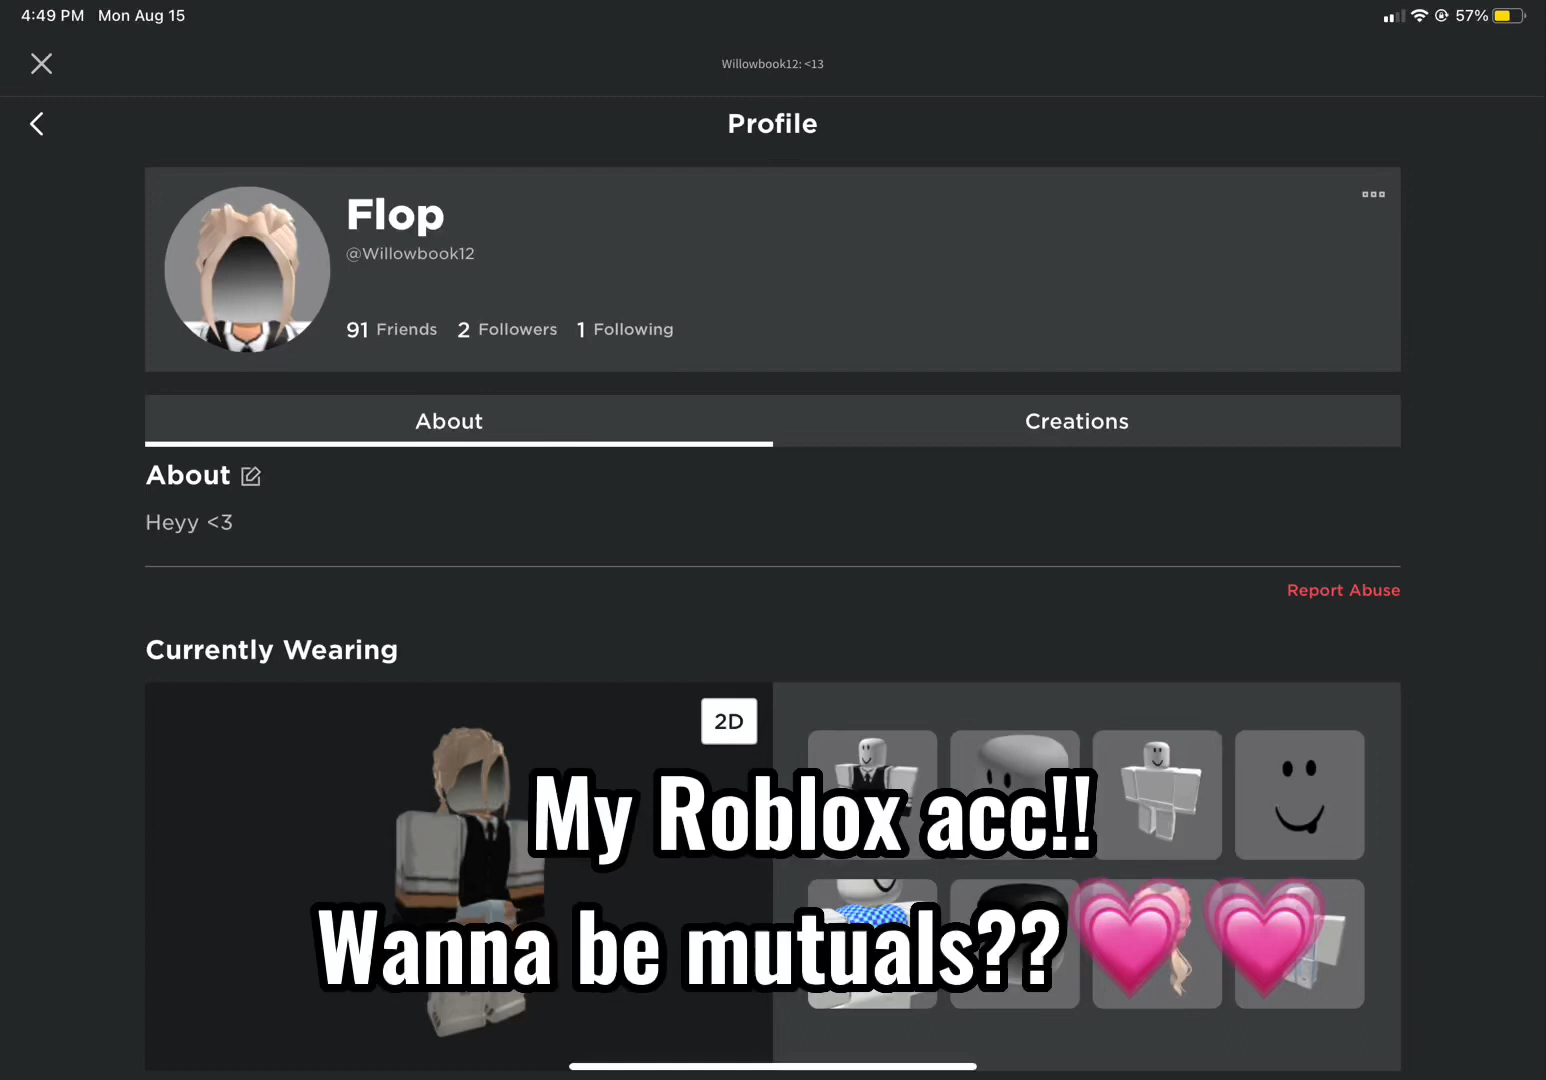 4:49 PM Mon Aug 15
57%
Willowbook12: <13
Profile
Flop
@Willowbook12
91 Friends 2 Followers 1 Following
About
Creations
About
Heyy <3
Report Abuse
Currently Wearing
2D
My Roblox acc!!
Wanna be mutuals??💗💗